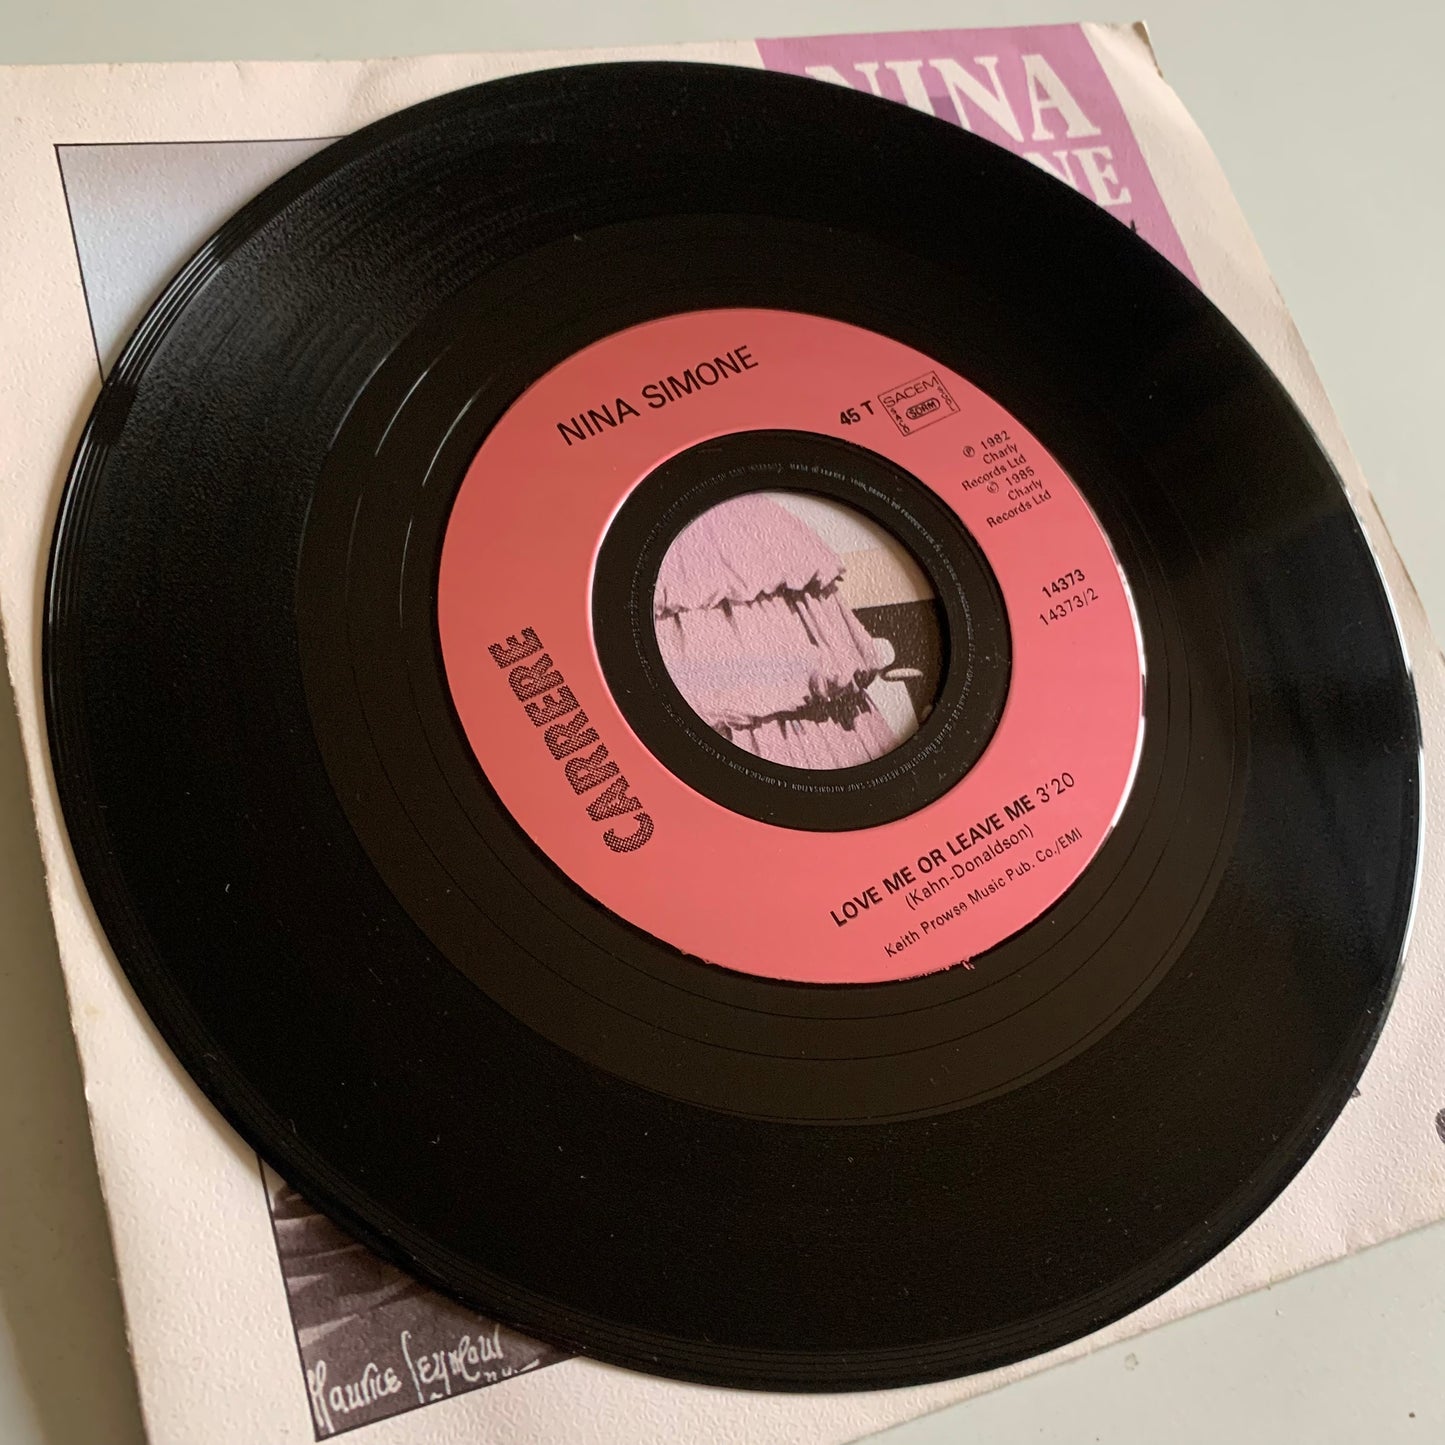 NINA
NE
NINA SIMONE
45 T
SACEM
SDRM
℗ 1982
Charly
Records Ltd
© 1985
Charly
Records Ltd
14373
14373/2
CARRERE
LOVE ME OR LEAVE ME 3'20
(Kahn-Donaldson)
Keith Prowse Music Pub. Co./EMI
Maurice Seymour